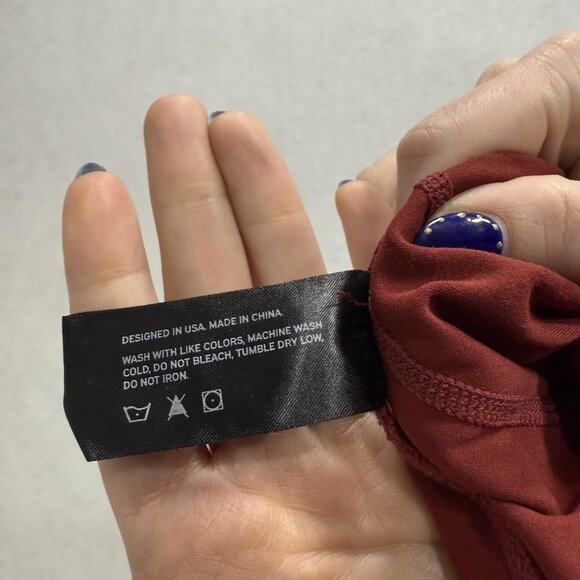 DESIGNED IN USA. MADE IN CHINA.
WASH WITH LIKE COLORS, MACHINE WASH
COLD, DO NOT BLEACH, TUMBLE DRY LOW,
DO NOT IRON.